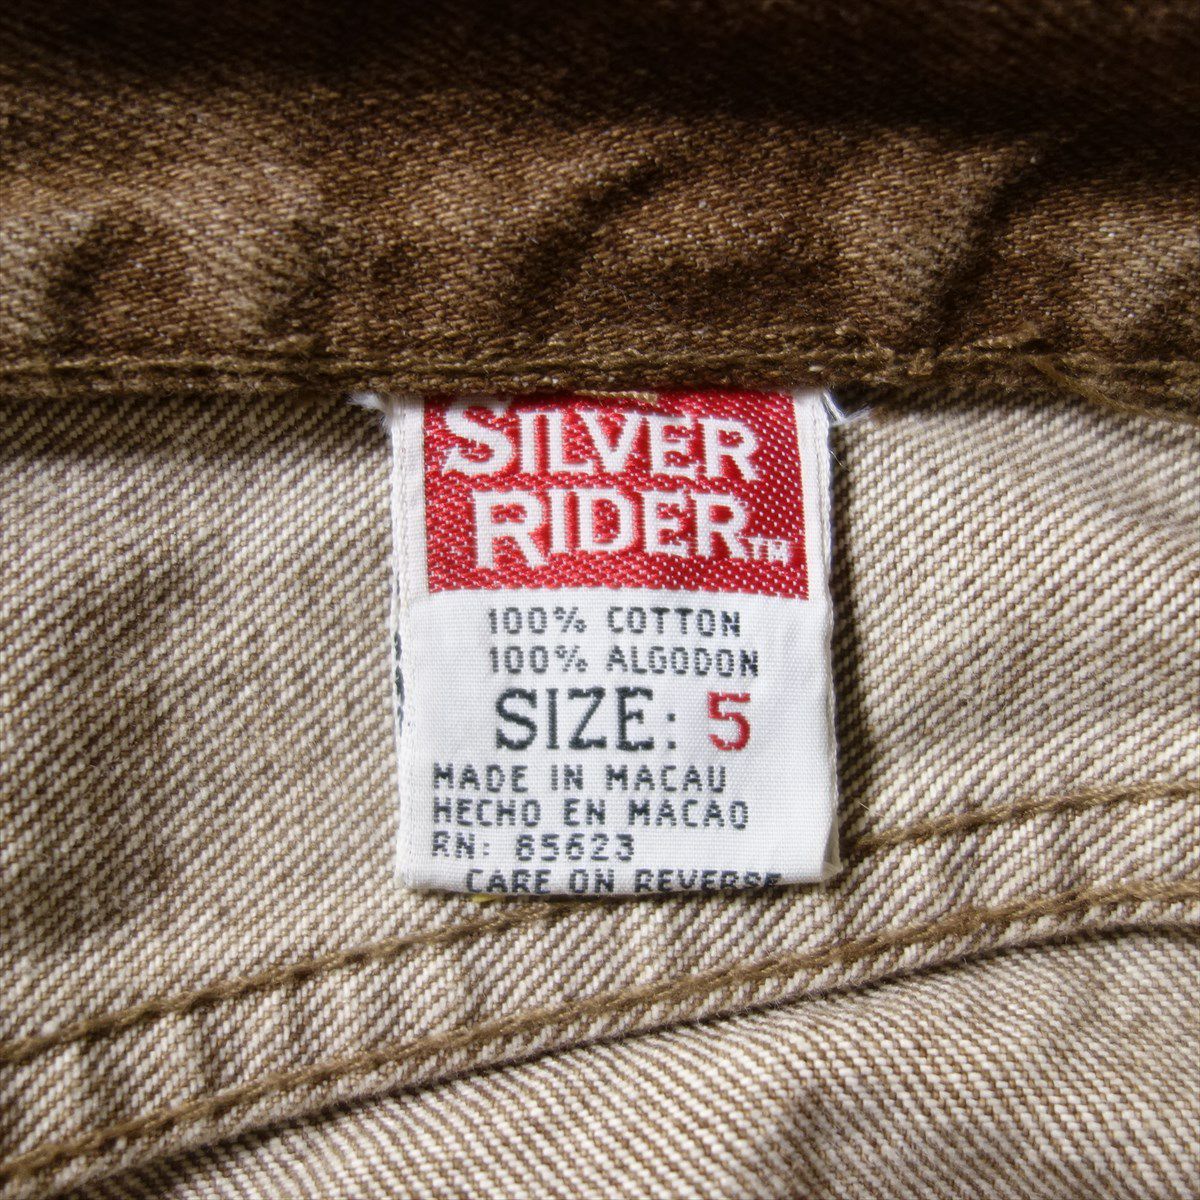 SILVER
RIDER™
100% COTTON
100% ALGODON
SIZE: 5
MADE IN MACAU
HECHO EN MACAO
RN: 85623
CARE ON REVERSE